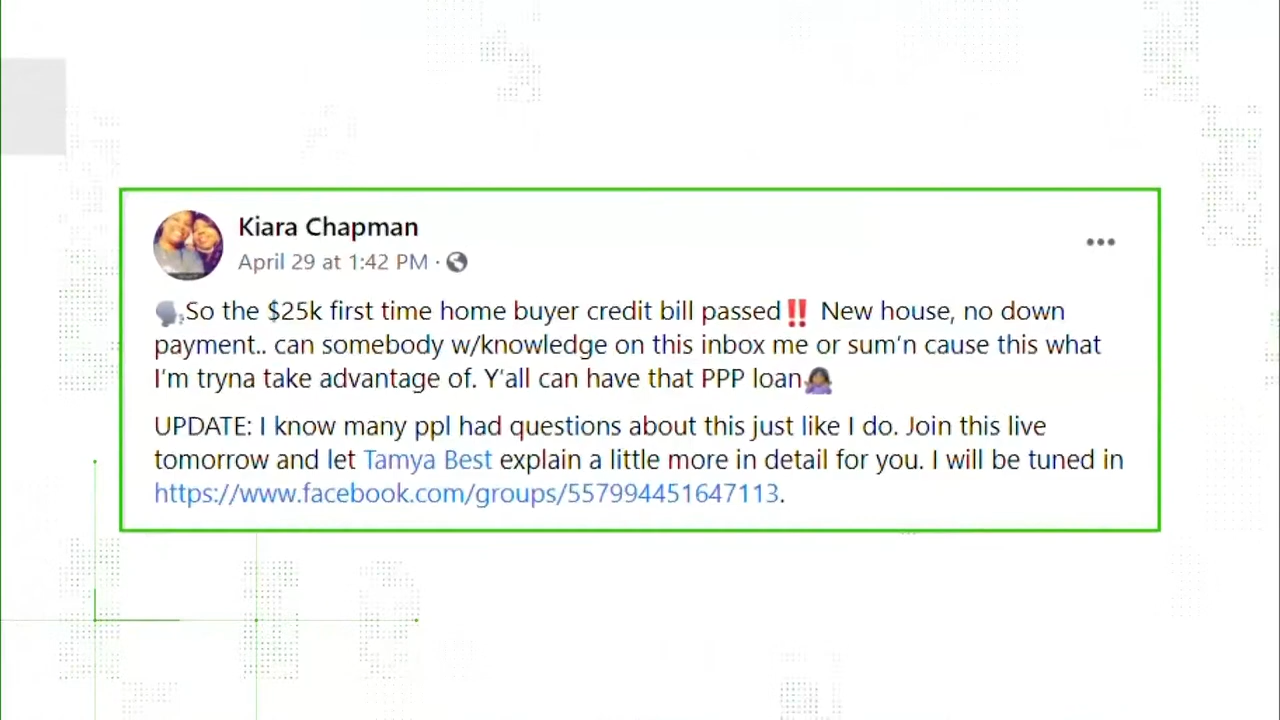 Kiara Chapman
April 29 at 1:42 PM ·
🗣️So the $25k first time home buyer credit bill passed‼️ New house, no down
payment.. can somebody w/knowledge on this inbox me or sum'n cause this what
I'm tryna take advantage of. Y'all can have that PPP loan🙇🏾‍♀️
UPDATE: I know many ppl had questions about this just like I do. Join this live
tomorrow and let Tamya Best explain a little more in detail for you. I will be tuned in
https://www.facebook.com/groups/557994451647113.